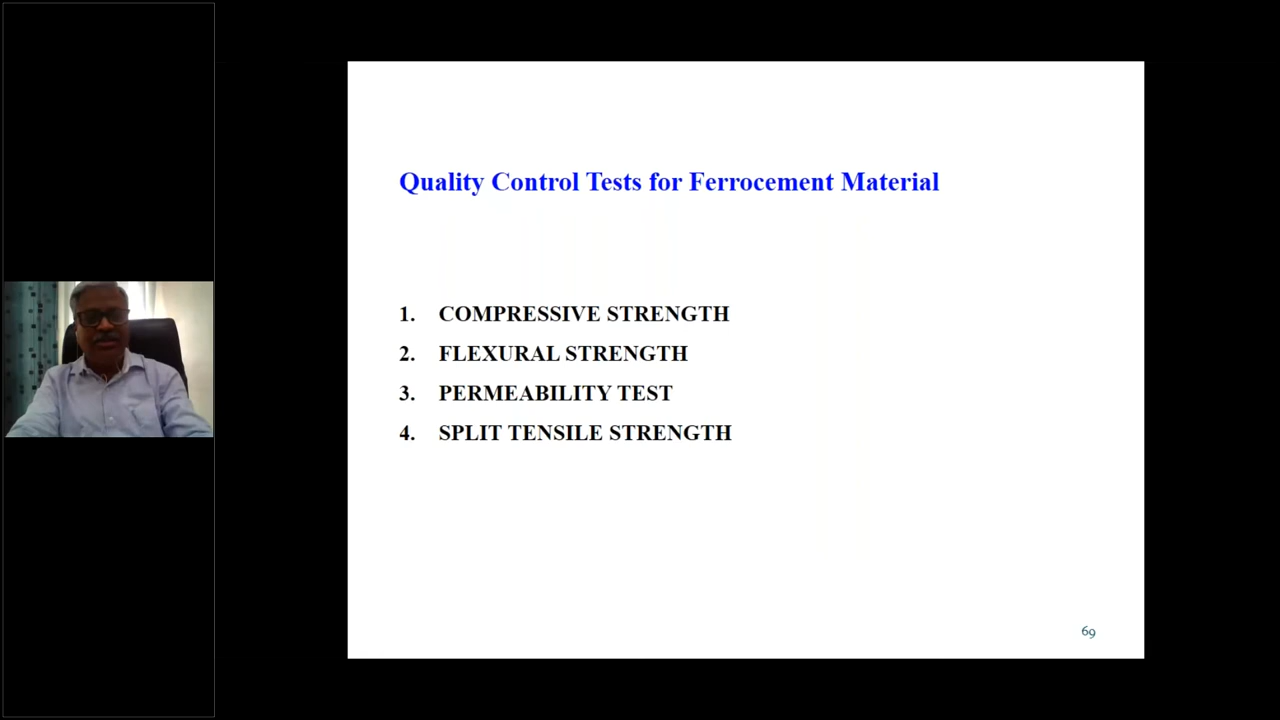 Quality Control Tests for Ferrocement Material
1. COMPRESSIVE STRENGTH
2. FLEXURAL STRENGTH
3. PERMEABILITY TEST
4. SPLIT TENSILE STRENGTH
69